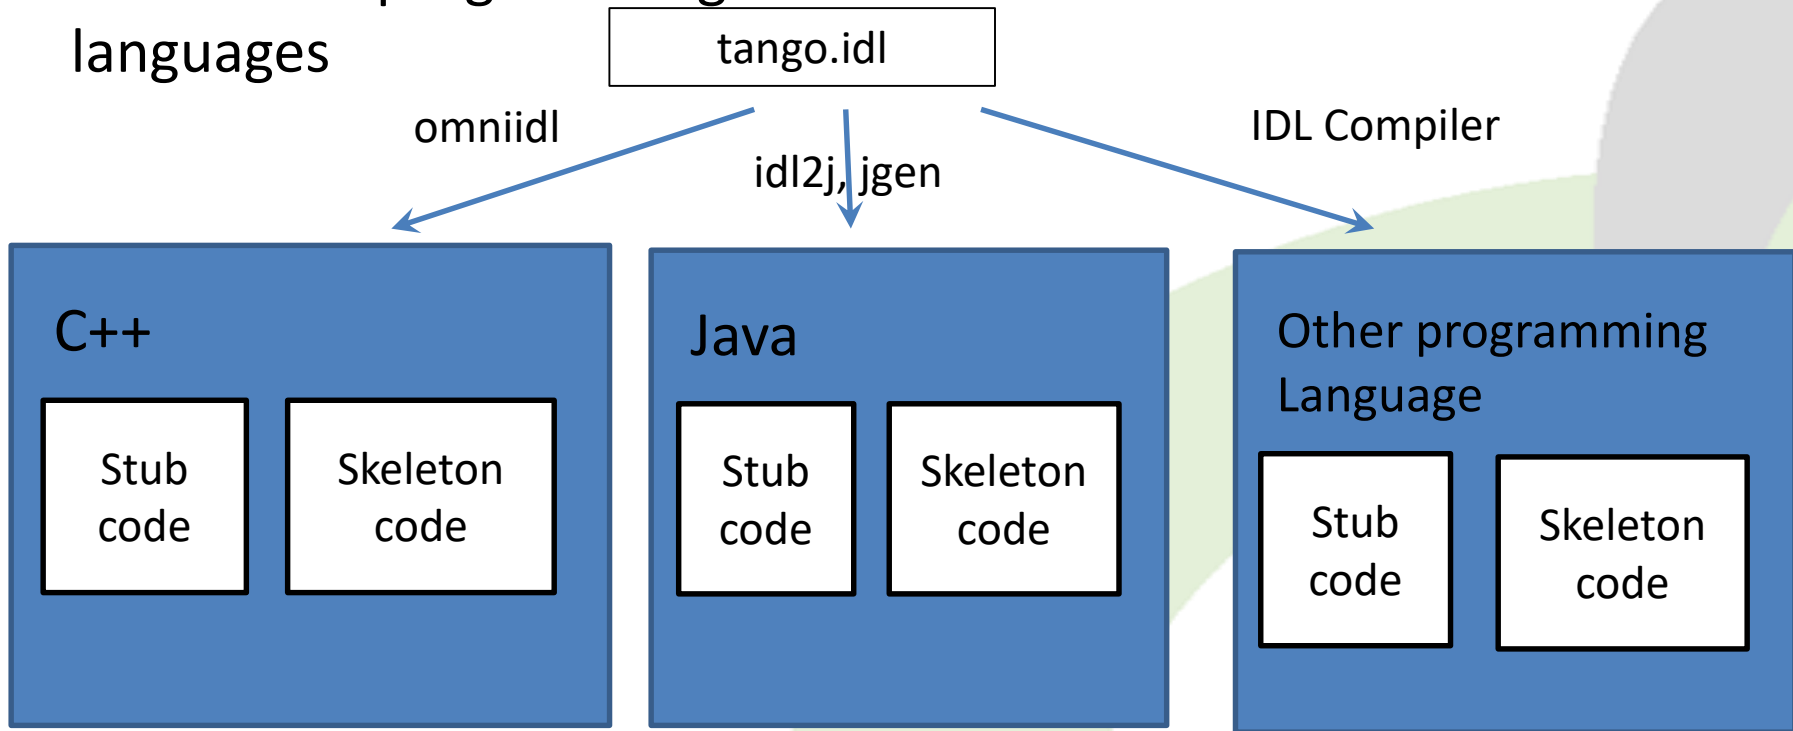 languages
tango.idl
omniidl
IDL Compiler
idl2j, jgen
C++
Stub
code
Skeleton
code
Java
Stub
code
Skeleton
code
Other programming
Language
Stub
code
Skeleton
code